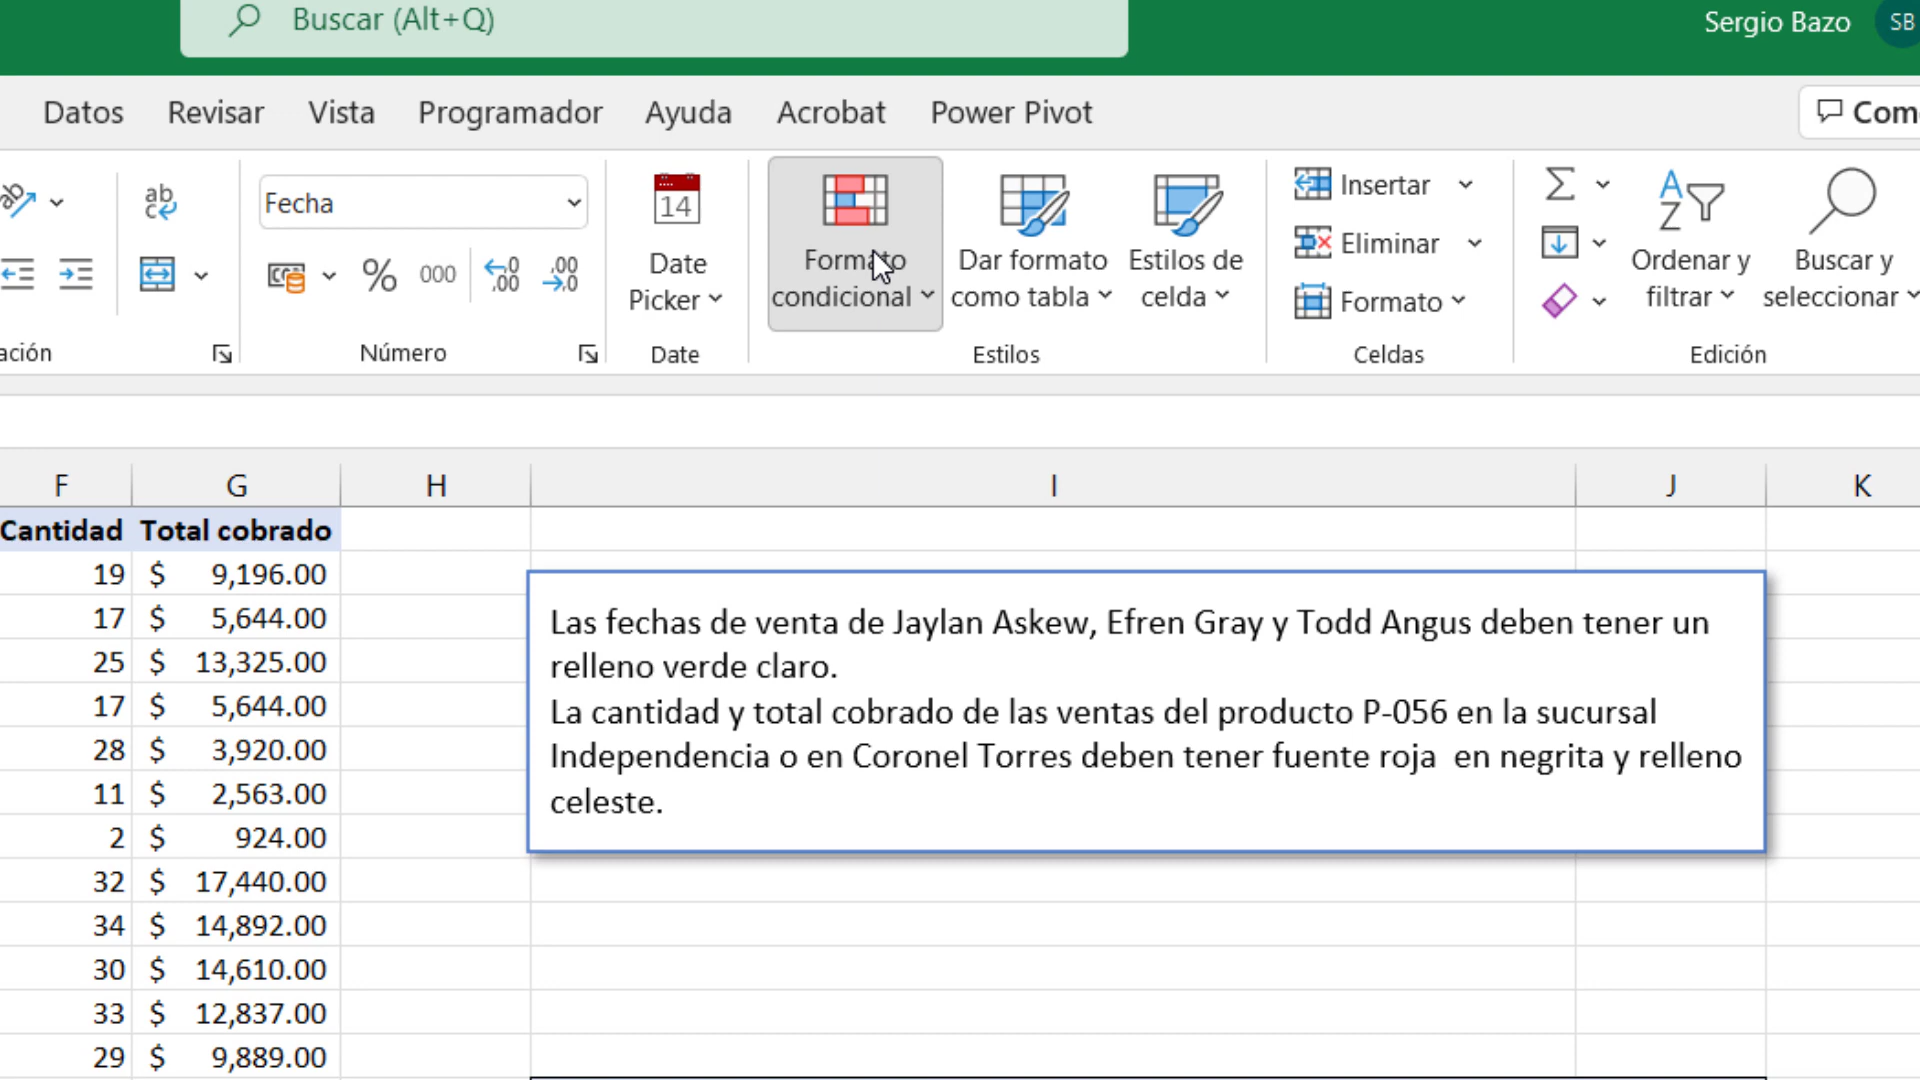 Buscar (Alt+Q)
Sergio Bazo
SB
Datos Revisar Vista Programador Ayuda Acrobat Power Pivot
Com
Fecha
14
Date Picker
Formato condicional
Dar formato como tabla
Estilos de celda
Insertar
Eliminar
Formato
Ordenar y filtrar
Buscar y seleccionar
ab
c
% 000
ación Número Date Estilos Celdas Edición
F G H I J K
Cantidad Total cobrado
19 $ 9,196.00
17 $ 5,644.00
25 $ 13,325.00
17 $ 5,644.00
28 $ 3,920.00
11 $ 2,563.00
2 $ 924.00
32 $ 17,440.00
34 $ 14,892.00
30 $ 14,610.00
33 $ 12,837.00
29 $ 9,889.00
Las fechas de venta de Jaylan Askew, Efren Gray y Todd Angus deben tener un
relleno verde claro.
La cantidad y total cobrado de las ventas del producto P-056 en la sucursal
Independencia o en Coronel Torres deben tener fuente roja  en negrita y relleno
celeste.